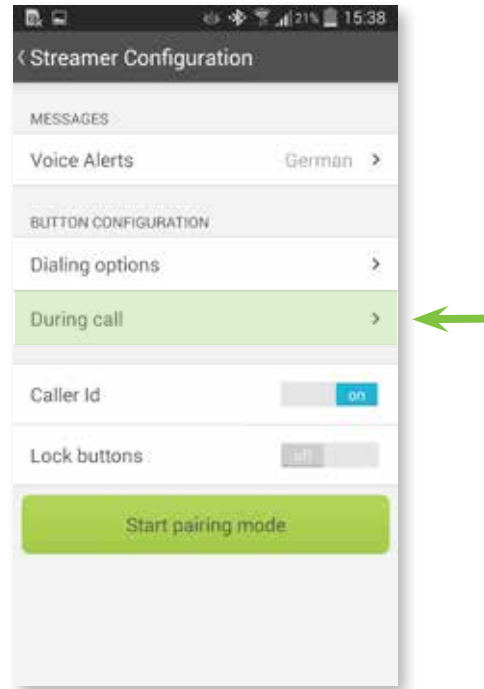 21% 15:38
Streamer Configuration
MESSAGES
Voice Alerts German
BUTTON CONFIGURATION
Dialing options
During call
Caller Id on
Lock buttons off
Start pairing mode